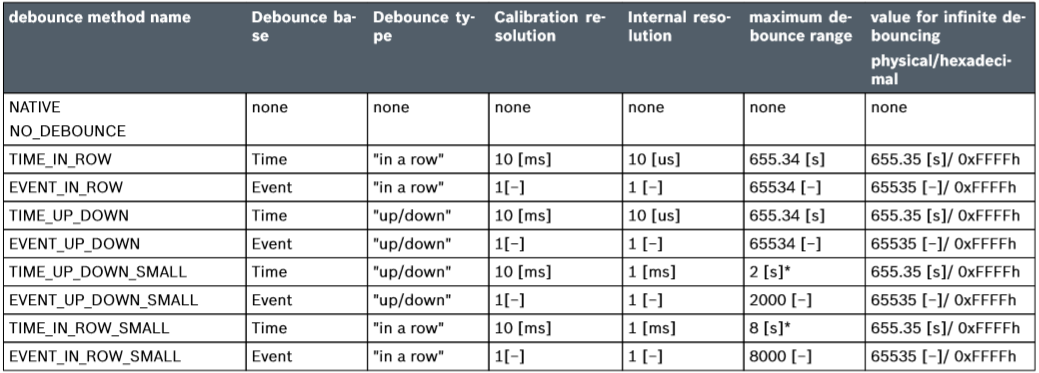 debounce method name | Debounce ba-se | Debounce ty-pe | Calibration re-solution | Internal reso-lution | maximum de-bounce range | value for infinite de-bouncing physical/hexadeci-mal
NATIVE NO_DEBOUNCE | none | none | none | none | none | none
TIME_IN_ROW | Time | "in a row" | 10 [ms] | 10 [us] | 655.34 [s] | 655.35 [s]/ 0xFFFFh
EVENT_IN_ROW | Event | "in a row" | 1[-] | 1 [-] | 65534 [-] | 65535 [-]/ 0xFFFFh
TIME_UP_DOWN | Time | "up/down" | 10 [ms] | 10 [us] | 655.34 [s] | 655.35 [s]/ 0xFFFFh
EVENT_UP_DOWN | Event | "up/down" | 1[-] | 1 [-] | 65534 [-] | 65535 [-]/ 0xFFFFh
TIME_UP_DOWN_SMALL | Time | "up/down" | 10 [ms] | 1 [ms] | 2 [s]* | 655.35 [s]/ 0xFFFFh
EVENT_UP_DOWN_SMALL | Event | "up/down" | 1[-] | 1 [-] | 2000 [-] | 65535 [-]/ 0xFFFFh
TIME_IN_ROW_SMALL | Time | "in a row" | 10 [ms] | 1 [ms] | 8 [s]* | 655.35 [s]/ 0xFFFFh
EVENT_IN_ROW_SMALL | Event | "in a row" | 1[-] | 1 [-] | 8000 [-] | 65535 [-]/ 0xFFFFh